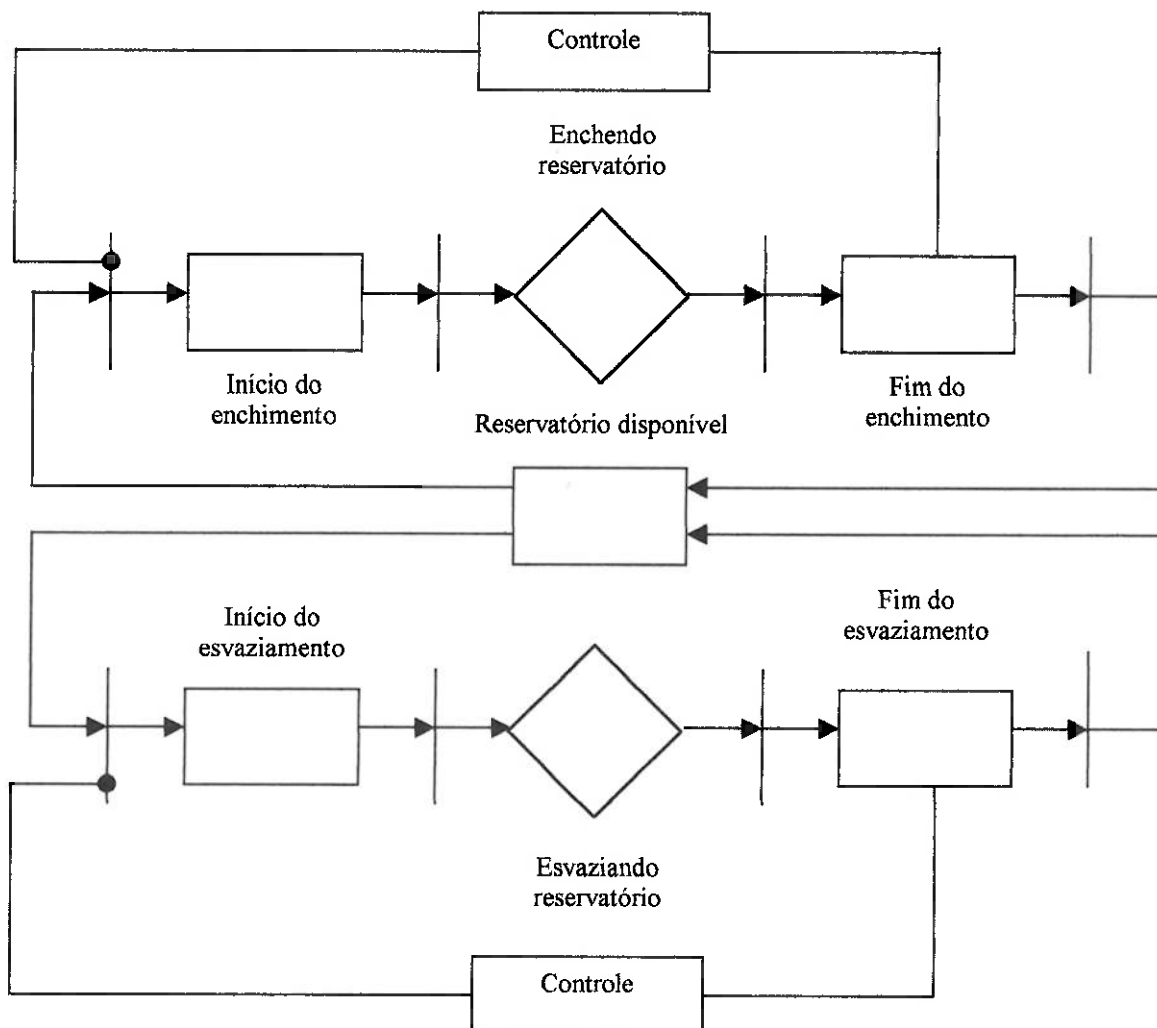 Controle
Enchendo
reservatório
Início do
enchimento
Fim do
enchimento
Reservatório disponível
Início do
esvaziamento
Fim do
esvaziamento
Esvaziando
reservatório
Controle